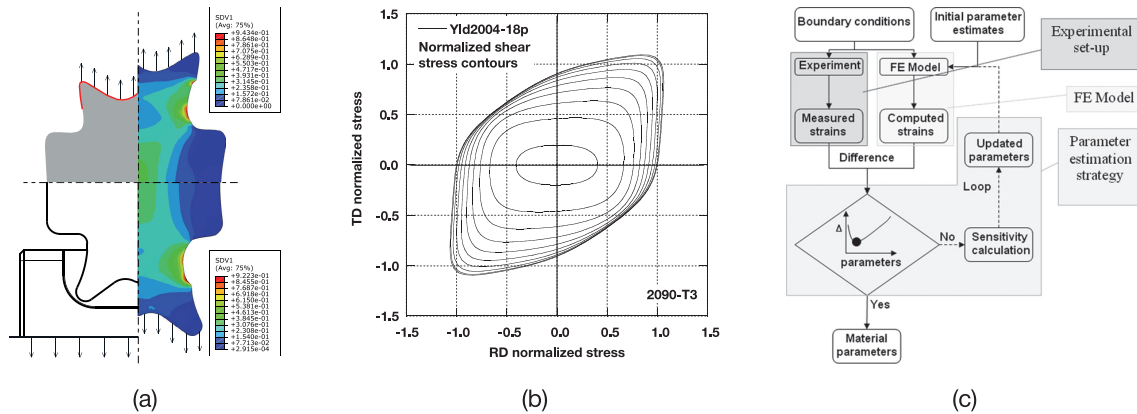 SDV1
(Avg: 75%)
+9.434e-01
+8.648e-01
+7.861e-01
+7.075e-01
+6.289e-01
+5.503e-01
+4.717e-01
+3.931e-01
+3.145e-01
+2.358e-01
+1.572e-01
+7.861e-02
+0.000e+00
SDV1
(Avg: 75%)
+9.223e-01
+8.455e-01
+7.687e-01
+6.918e-01
+6.150e-01
+5.381e-01
+4.613e-01
+3.845e-01
+3.076e-01
+2.308e-01
+1.540e-01
+7.713e-02
+2.915e-04
(a)
Yld2004-18p
Normalized shear
stress contours
TD normalized stress
1.5
1.0
0.5
0.0
-0.5
-1.0
-1.5
2090-T3
-1.5
-1.0
-0.5
0.0
0.5
1.0
1.5
RD normalized stress
(b)
Boundary conditions
Initial parameter
estimates
Experimental
set-up
Experiment
FE Model
FE Model
Measured
strains
Computed
strains
Updated
parameters
Parameter
estimation
strategy
Difference
Loop
Δ
parameters
No
Sensitivity
calculation
Yes
Material
parameters
(c)